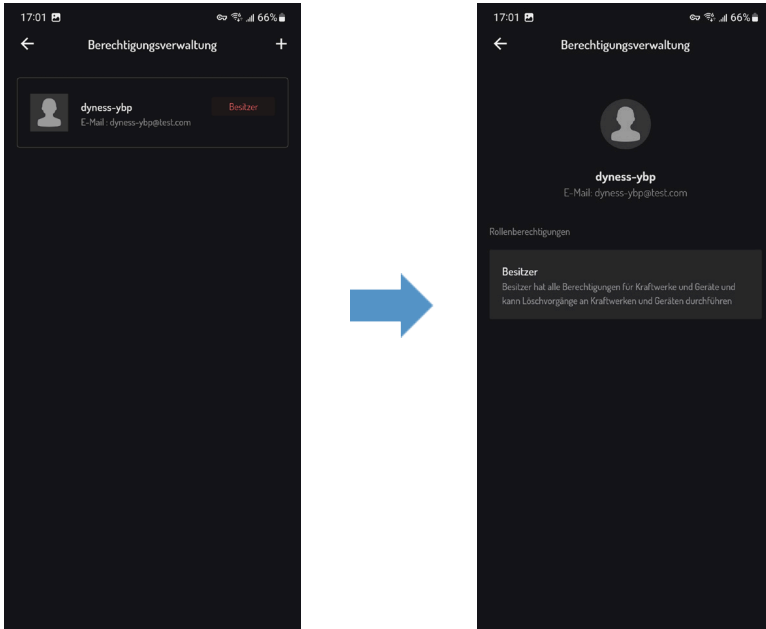 17:01 66%
Berechtigungsverwaltung +
dyness-ybp Besitzer
E-Mail : dyness-ybp@test.com
17:01 66%
Berechtigungsverwaltung
dyness-ybp
E-Mail: dyness-ybp@test.com
Rollenberechtigungen
Besitzer
Besitzer hat alle Berechtigungen für Kraftwerke und Geräte und
kann Löschvorgänge an Kraftwerken und Geräten durchführen